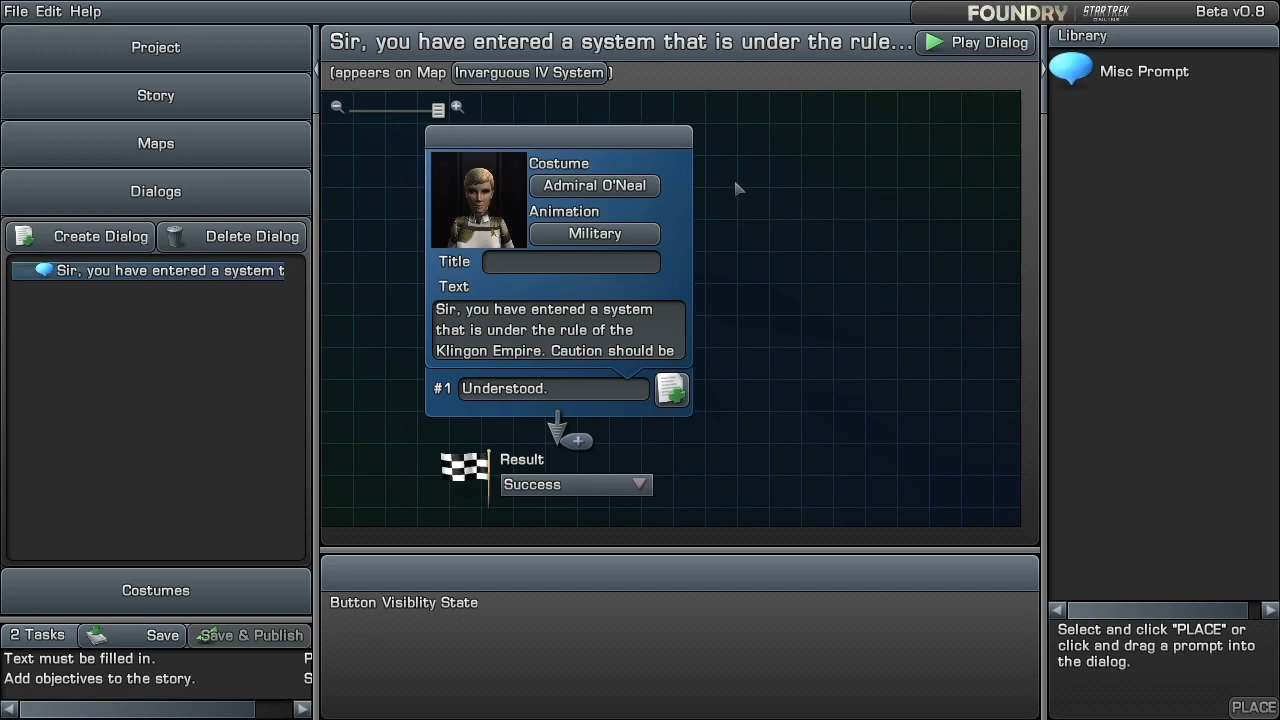 File Edit Help
FOUNDRY STAR TREK ONLINE Beta v0.8
Project
Story
Maps
Dialogs
Create Dialog Delete Dialog
Sir, you have entered a system t
Costumes
2 Tasks Save Save & Publish
Text must be filled in. P
Add objectives to the story. S
Sir, you have entered a system that is under the rule... Play Dialog
(appears on Map Invarguous IV System )
Costume
Admiral O'Neal
Animation
Military
Title
Text
Sir, you have entered a system
that is under the rule of the
Klingon Empire. Caution should be
#1 Understood.
Result
Success
Button Visiblity State
Library
Misc Prompt
Select and click "PLACE" or
click and drag a prompt into
the dialog.
PLACE